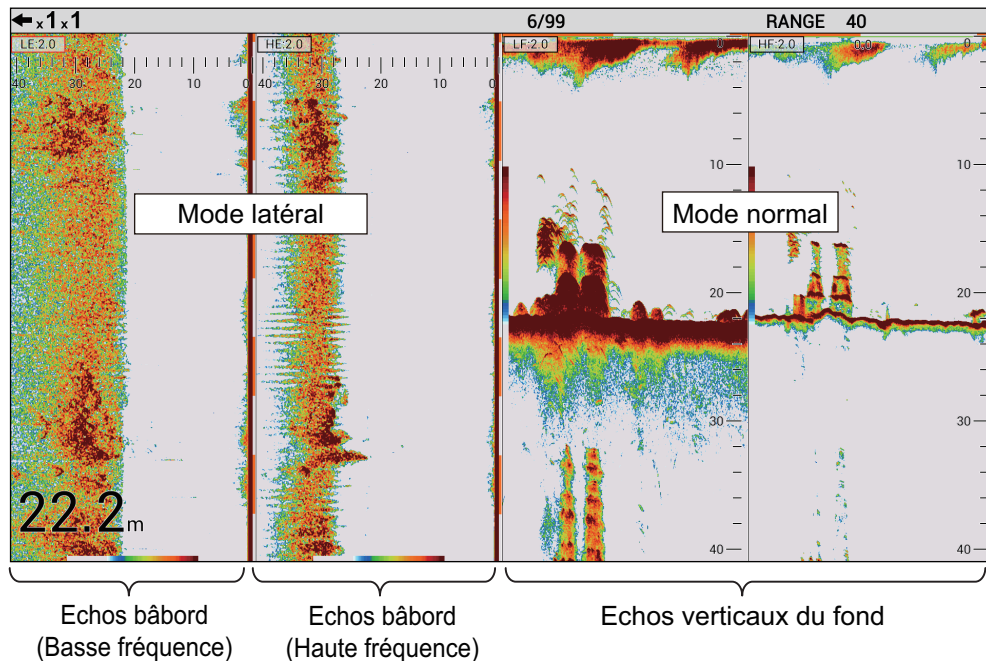 ←x1x1 6/99 RANGE 40
LE:2.0 HE:2.0 LF:2.0 0 HF:2.0 0.0 0
40 30 20 10 0 40 30 20 10 0
10 10
Mode latéral Mode normal
20 20
30 30
22.2m
40 40
Echos bâbord
(Basse fréquence)
Echos bâbord
(Haute fréquence)
Echos verticaux du fond